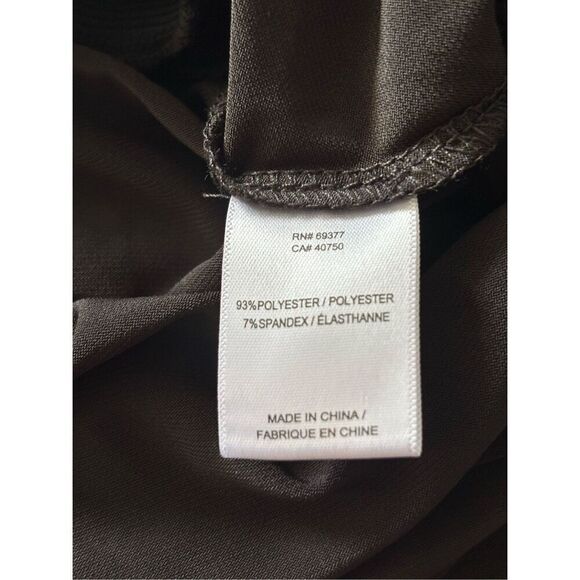 RN# 69377
CA# 40750
93%POLYESTER / POLYESTER
7%SPANDEX / ÉLASTHANNE
MADE IN CHINA /
FABRIQUE EN CHINE